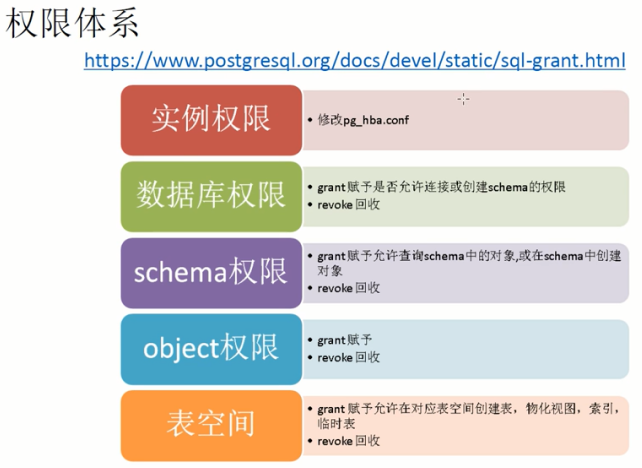 权限体系
https://www.postgresql.org/docs/devel/static/sql-grant.html
实例权限
• 修改pg_hba.conf
数据库权限
• grant 赋予是否允许连接或创建schema的权限
• revoke 回收
schema权限
• grant 赋予允许查询schema中的对象,或在schema中创建
对象
• revoke 回收
object权限
• grant 赋予
• revoke 回收
表空间
• grant 赋予允许在对应表空间创建表，物化视图，索引，
临时表
• revoke 回收